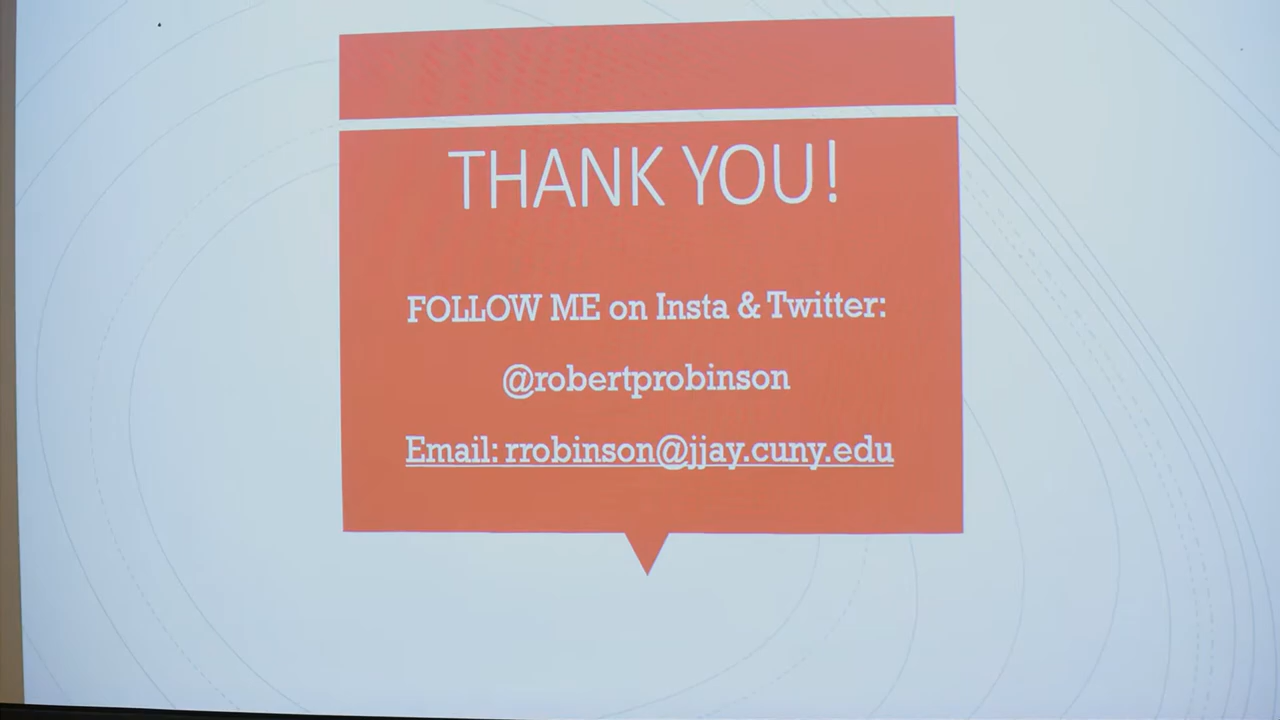 THANK YOU!
FOLLOW ME on Insta & Twitter:
@robertprobinson
Email: rrobinson@jjay.cuny.edu